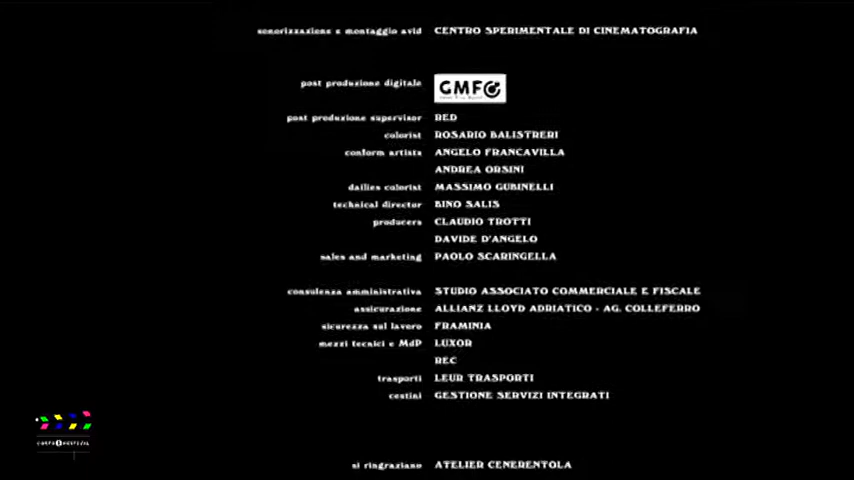 sonorizzazione e montaggio avid CENTRO SPERIMENTALE DI CINEMATOGRAFIA
post produzione digitale GMF
post produzione supervisor RED
colorist ROSARIO BALISTRERI
conform artists ANGELO FRANCAVILLA
ANDREA ORSINI
dailies colorist MASSIMO GUBINELLI
technical director BINO SALIS
producers CLAUDIO TROTTI
DAVIDE D'ANGELO
sales and marketing PAOLO SCARINGELLA
consulenza amministrativa STUDIO ASSOCIATO COMMERCIALE E FISCALE
assicurazione ALLIANZ LLOYD ADRIATICO - AG. COLLEFERRO
sicurezza sul lavoro FRAMINIA
mezzi tecnici e MdP LUXOR
REC
trasporti LEUR TRASPORTI
cestini GESTIONE SERVIZI INTEGRATI
si ringraziano ATELIER CENERENTOLA